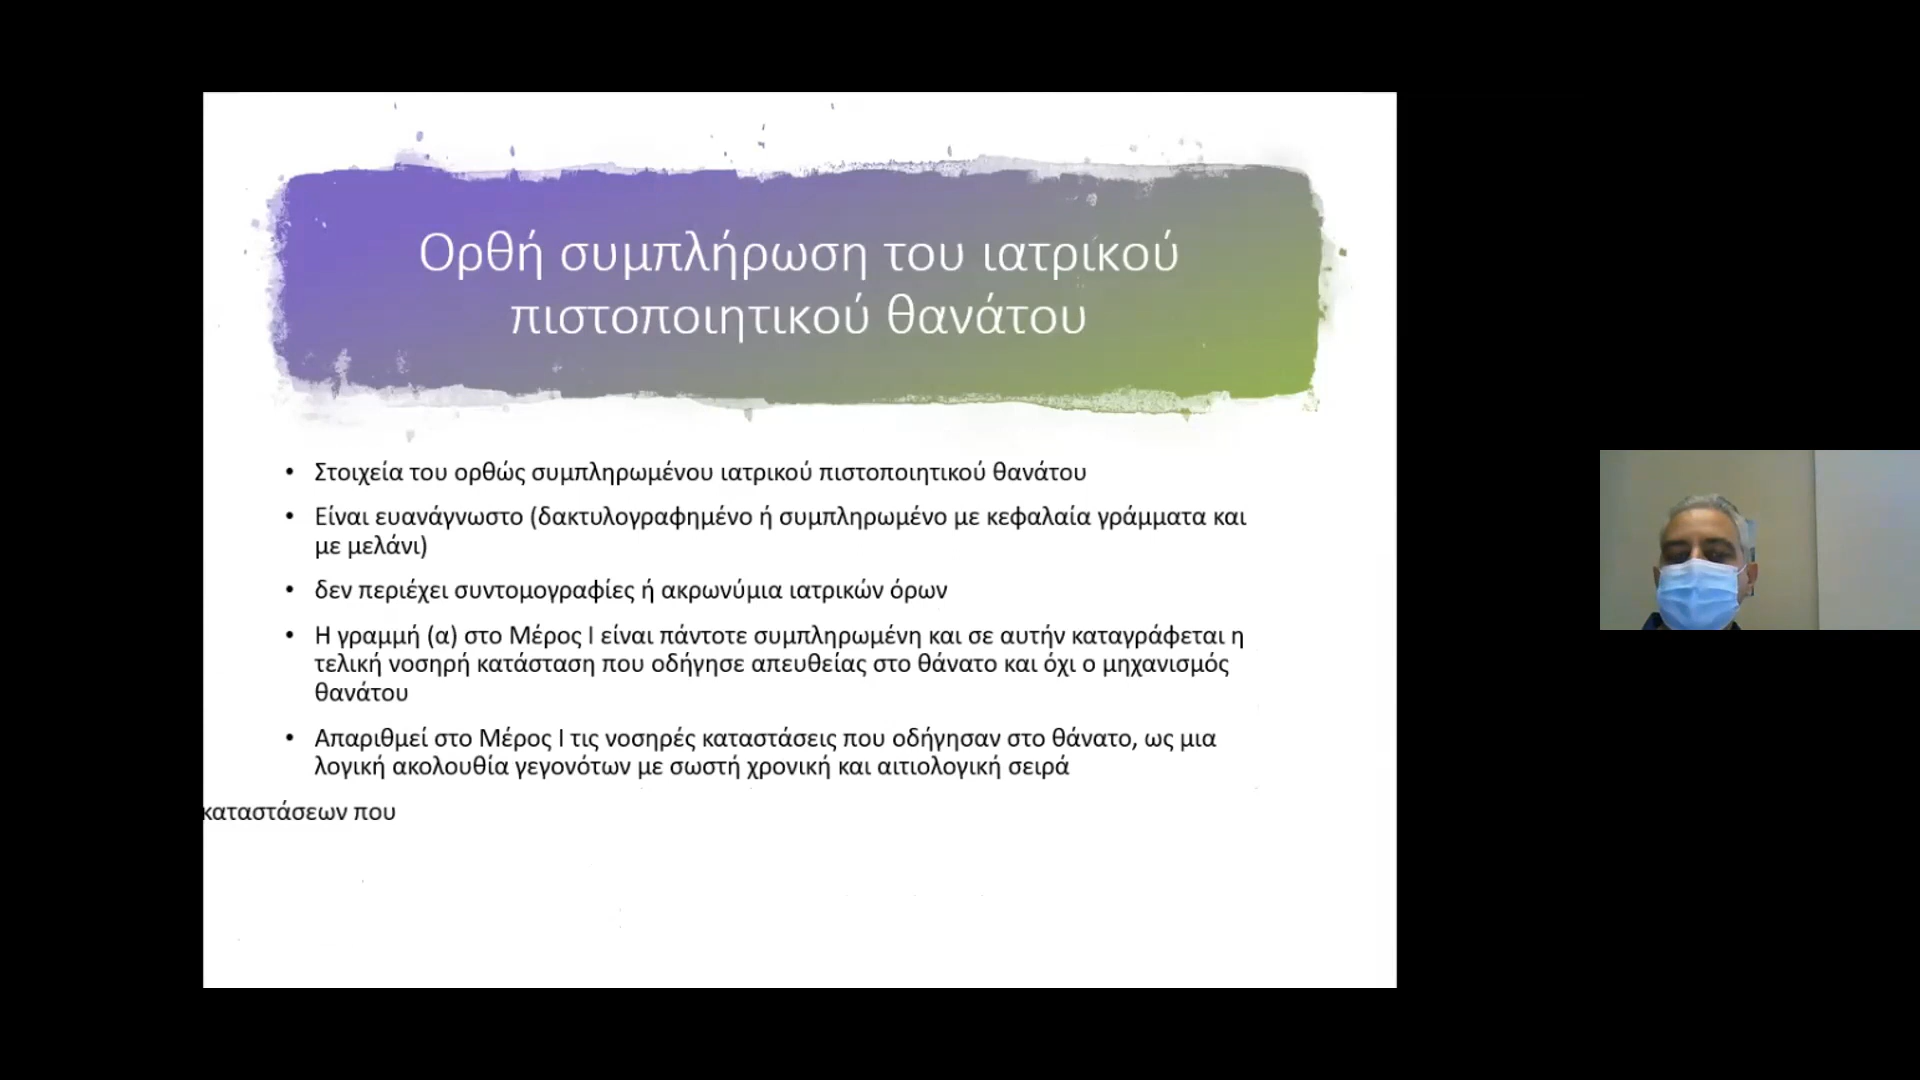 Ορθή συμπλήρωση του ιατρικού
πιστοποιητικού θανάτου
• Στοιχεία του ορθώς συμπληρωμένου ιατρικού πιστοποιητικού θανάτου
• Είναι ευανάγνωστο (δακτυλογραφημένο ή συμπληρωμένο με κεφαλαία γράμματα και
με μελάνι)
• δεν περιέχει συντομογραφίες ή ακρωνύμια ιατρικών όρων
• Η γραμμή (α) στο Μέρος Ι είναι πάντοτε συμπληρωμένη και σε αυτήν καταγράφεται η
τελική νοσηρή κατάσταση που οδήγησε απευθείας στο θάνατο και όχι ο μηχανισμός
θανάτου
• Απαριθμεί στο Μέρος Ι τις νοσηρές καταστάσεις που οδήγησαν στο θάνατο, ως μια
λογική ακολουθία γεγονότων με σωστή χρονική και αιτιολογική σειρά
καταστάσεων που